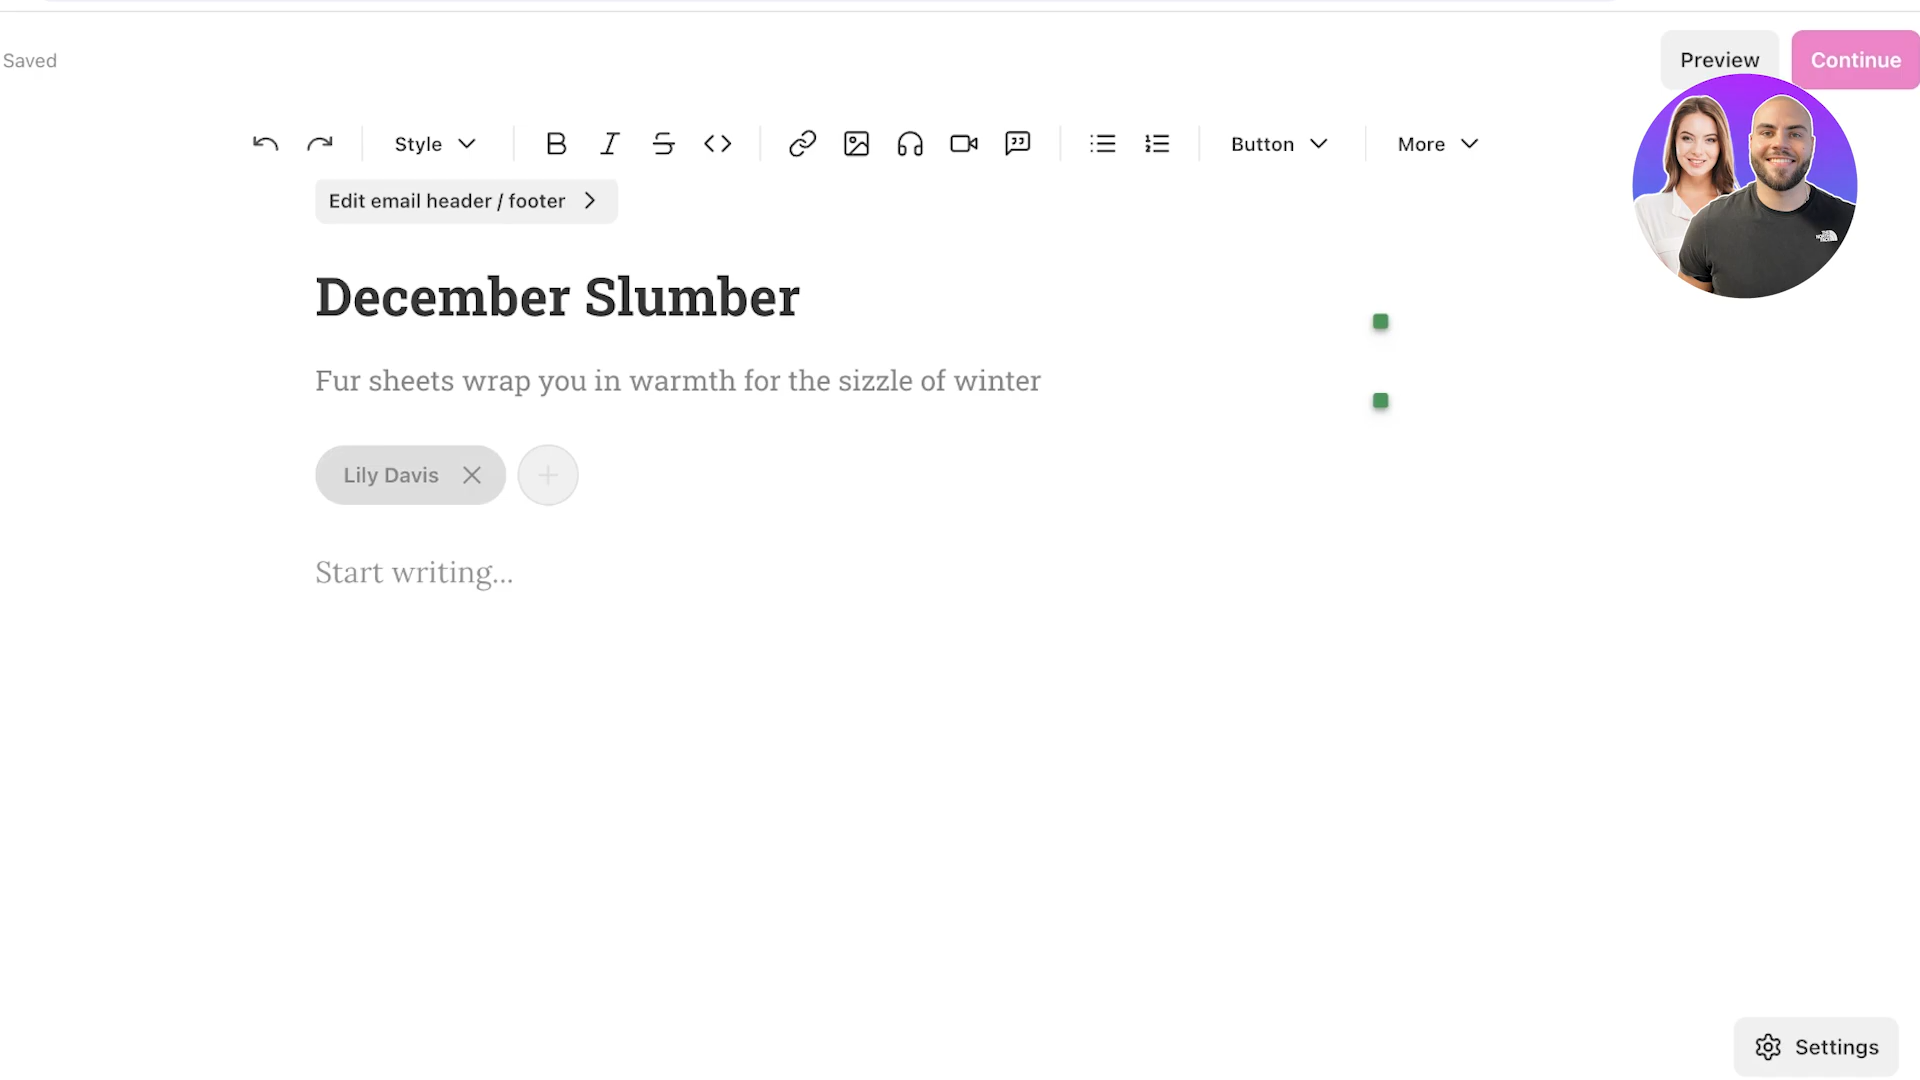 Saved
Preview
Continue
Style
Button
More
Edit email header / footer
December Slumber
Fur sheets wrap you in warmth for the sizzle of winter
Lily Davis
Start writing...
Settings